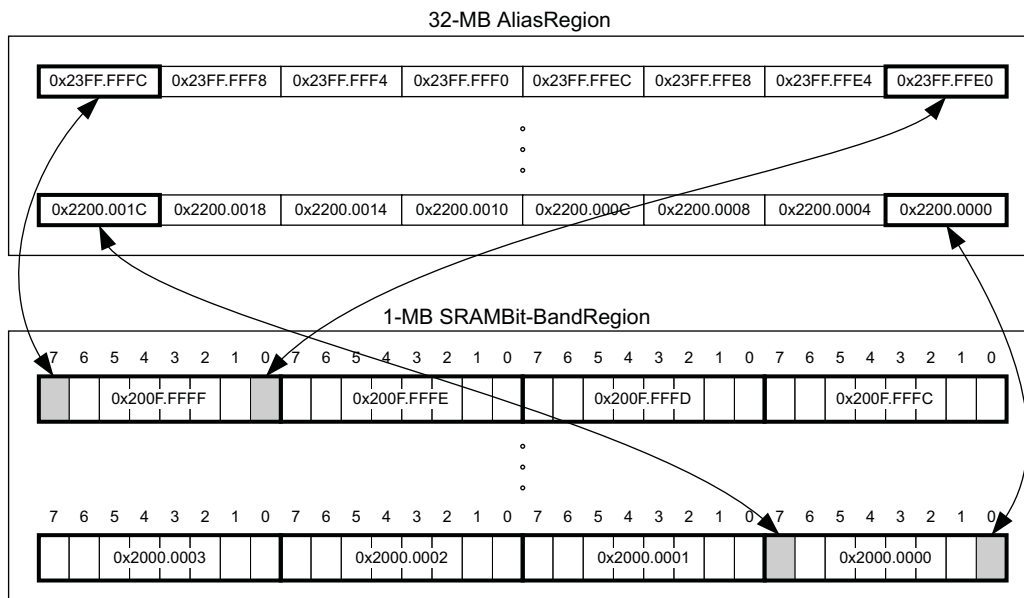 32-MB AliasRegion
0x23FF.FFFC 0x23FF.FFF8 0x23FF.FFF4 0x23FF.FFF0 0x23FF.FFEC 0x23FF.FFE8 0x23FF.FFE4 0x23FF.FFE0
0x2200.001C 0x2200.0018 0x2200.0014 0x2200.0010 0x2200.000C 0x2200.0008 0x2200.0004 0x2200.0000
1-MB SRAMBit-BandRegion
7 6 5 4 3 2 1 0 7 6 5 4 3 2 1 0 7 6 5 4 3 2 1 0 7 6 5 4 3 2 1 0
0x200F.FFFF 0x200F.FFFE 0x200F.FFFD 0x200F.FFFC
7 6 5 4 3 2 1 0 7 6 5 4 3 2 1 0 7 6 5 4 3 2 1 0 7 6 5 4 3 2 1 0
0x2000.0003 0x2000.0002 0x2000.0001 0x2000.0000